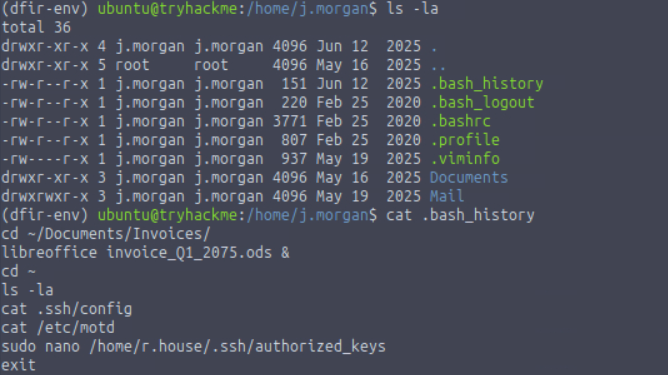 (dfir-env) ubuntu@tryhackme:/home/j.morgan$ ls -la
total 36
drwxr-xr-x 4 j.morgan j.morgan 4096 Jun 12 2025 .
drwxr-xr-x 5 root root 4096 May 16 2025 ..
-rw-r--r-x 1 j.morgan j.morgan 151 Jun 12 2025 .bash_history
-rw-r--r-x 1 j.morgan j.morgan 220 Feb 25 2020 .bash_logout
-rw-r--r-x 1 j.morgan j.morgan 3771 Feb 25 2020 .bashrc
-rw-r--r-x 1 j.morgan j.morgan 807 Feb 25 2020 .profile
-rw----r-x 1 j.morgan j.morgan 937 May 19 2025 .viminfo
drwxr-xr-x 3 j.morgan j.morgan 4096 May 16 2025 Documents
drwxrwxr-x 3 j.morgan j.morgan 4096 May 19 2025 Mail
(dfir-env) ubuntu@tryhackme:/home/j.morgan$ cat .bash_history
cd ~/Documents/Invoices/
libreoffice invoice_Q1_2075.ods &
cd ~
ls -la
cat .ssh/config
cat /etc/motd
sudo nano /home/r.house/.ssh/authorized_keys
exit